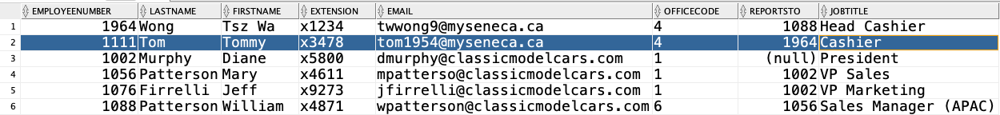 EMPLOYEENUMBER LASTNAME FIRSTNAME EXTENSION EMAIL OFFICECODE REPORTSTO JOBTITLE
1 1964 Wong Tsz Wa x1234 twwong9@myseneca.ca 4 1088 Head Cashier
2 1111 Tom Tommy x3478 tom1954@myseneca.ca 4 1964 Cashier
3 1002 Murphy Diane x5800 dmurphy@classicmodelcars.com 1 (null) President
4 1056 Patterson Mary x4611 mpatterso@classicmodelcars.com 1 1002 VP Sales
5 1076 Firrelli Jeff x9273 jfirrelli@classicmodelcars.com 1 1002 VP Marketing
6 1088 Patterson William x4871 wpatterson@classicmodelcars.com 6 1056 Sales Manager (APAC)